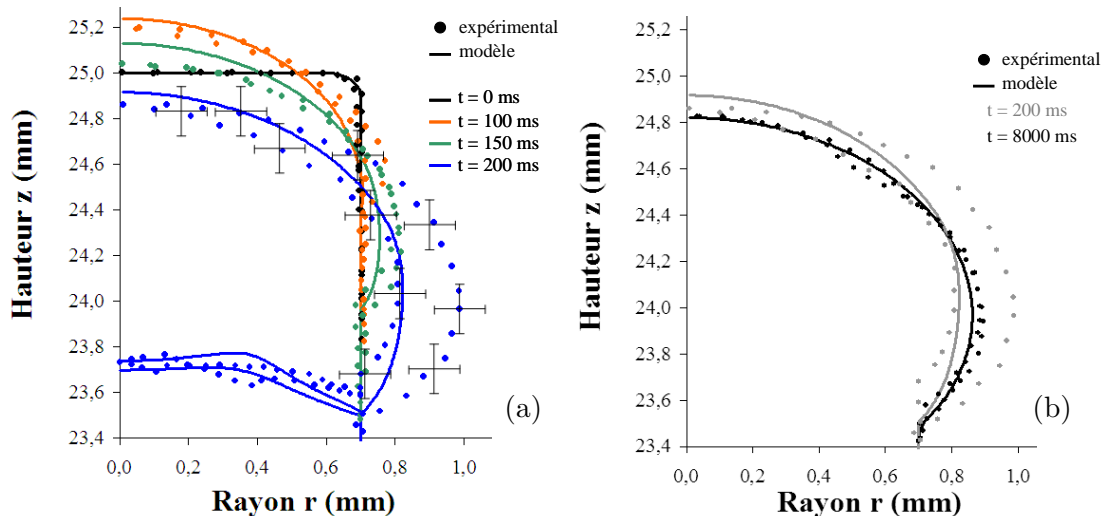 25,2
25,0
24,8
24,6
24,4
24,2
24,0
23,8
23,6
23,4
Hauteur z (mm)
0,0
0,2
0,4
0,6
0,8
1,0
Rayon r (mm)
expérimental
modèle
t = 0 ms
t = 100 ms
t = 150 ms
t = 200 ms
(a)
25,2
25,0
24,8
24,6
24,4
24,2
24,0
23,8
23,6
23,4
Hauteur z (mm)
0,0
0,2
0,4
0,6
0,8
1,0
Rayon r (mm)
expérimental
modèle
t = 200 ms
t = 8000 ms
(b)